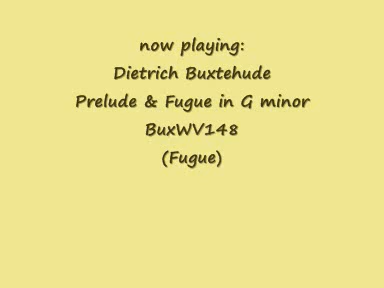 now playing:
Dietrich Buxtehude
Prelude & Fugue in G minor
BuxWV148
(Fugue)